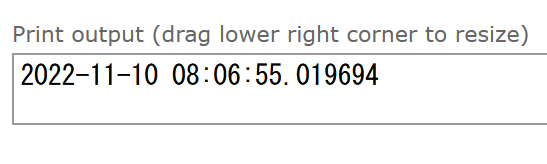 Print output (drag lower right corner to resize)
2022-11-10 08:06:55.019694